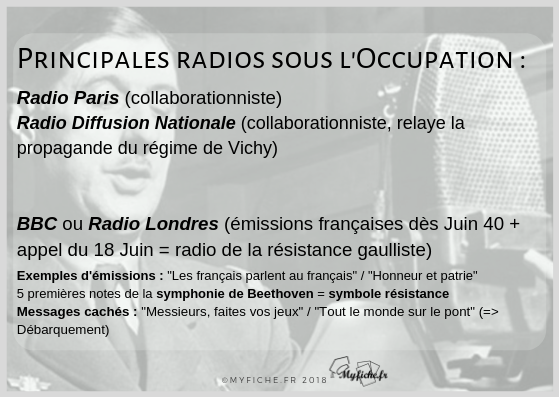 Principales radios sous l'Occupation :
Radio Paris (collaborationniste)
Radio Diffusion Nationale (collaborationniste, relaye la
propagande du régime de Vichy)
BBC ou Radio Londres (émissions françaises dès Juin 40 +
appel du 18 Juin = radio de la résistance gaulliste)
Exemples d'émissions : "Les français parlent au français" / "Honneur et patrie"
5 premières notes de la symphonie de Beethoven = symbole résistance
Messages cachés : "Messieurs, faites vos jeux" / "Tout le monde sur le pont" (=>
Débarquement)
©MYFICHE.FR 2018
Myfiche.fr